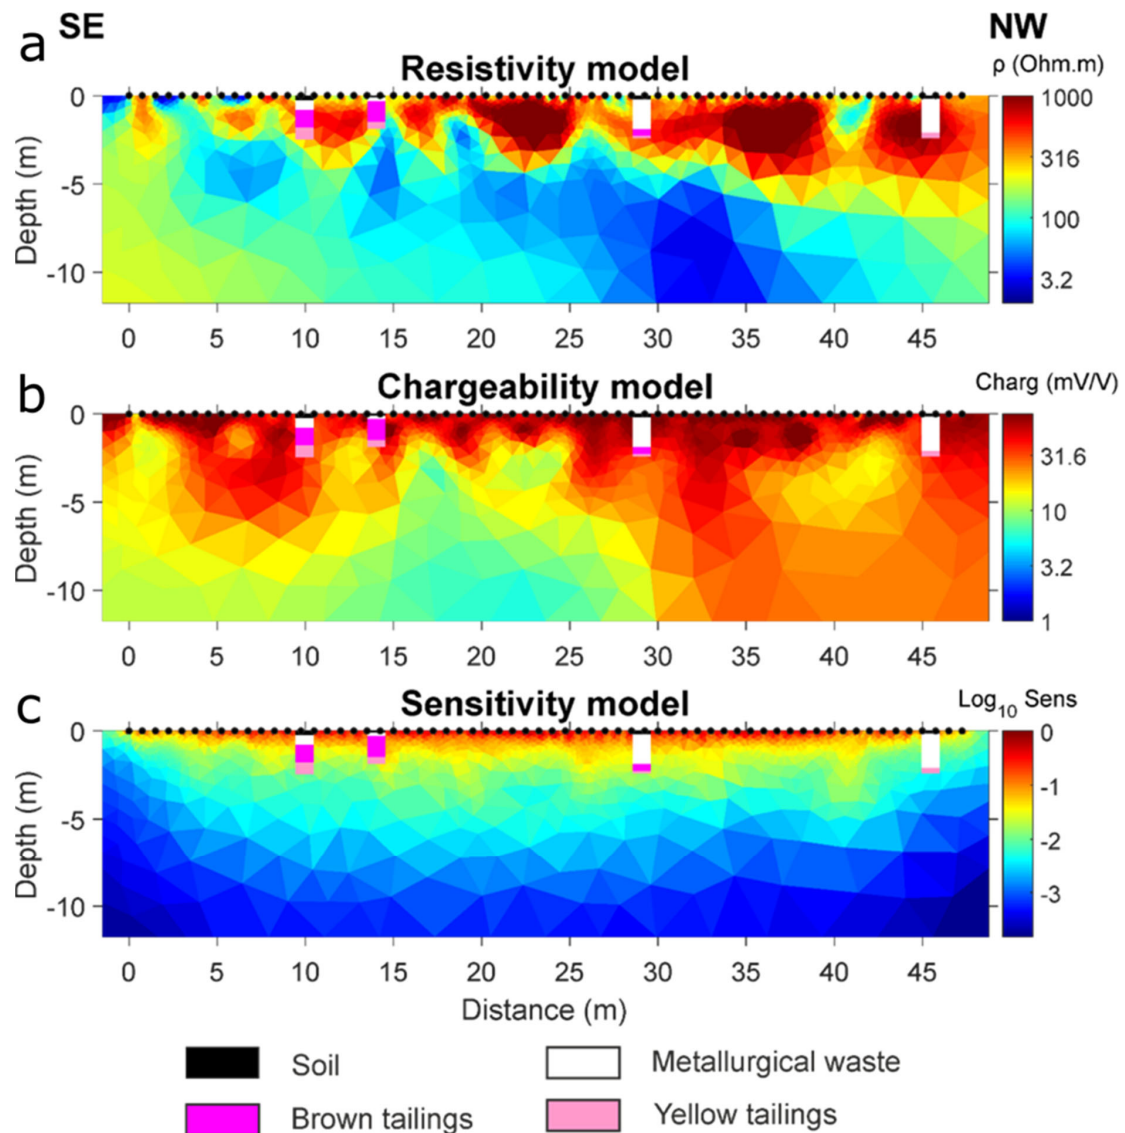 a SE NW
Resistivity model
ρ (Ohm.m)
0 1000
316
-5
100
-10 3.2
Depth (m)
0 5 10 15 20 25 30 35 40 45
b Chargeability model
Charg (mV/V)
0
31.6
-5
10
3.2
-10
1
Depth (m)
0 5 10 15 20 25 30 35 40 45
c Sensitivity model
Log10 Sens
0 0
-1
-5
-2
-10 -3
Depth (m)
0 5 10 15 20 25 30 35 40 45
Distance (m)
Soil Metallurgical waste
Brown tailings Yellow tailings